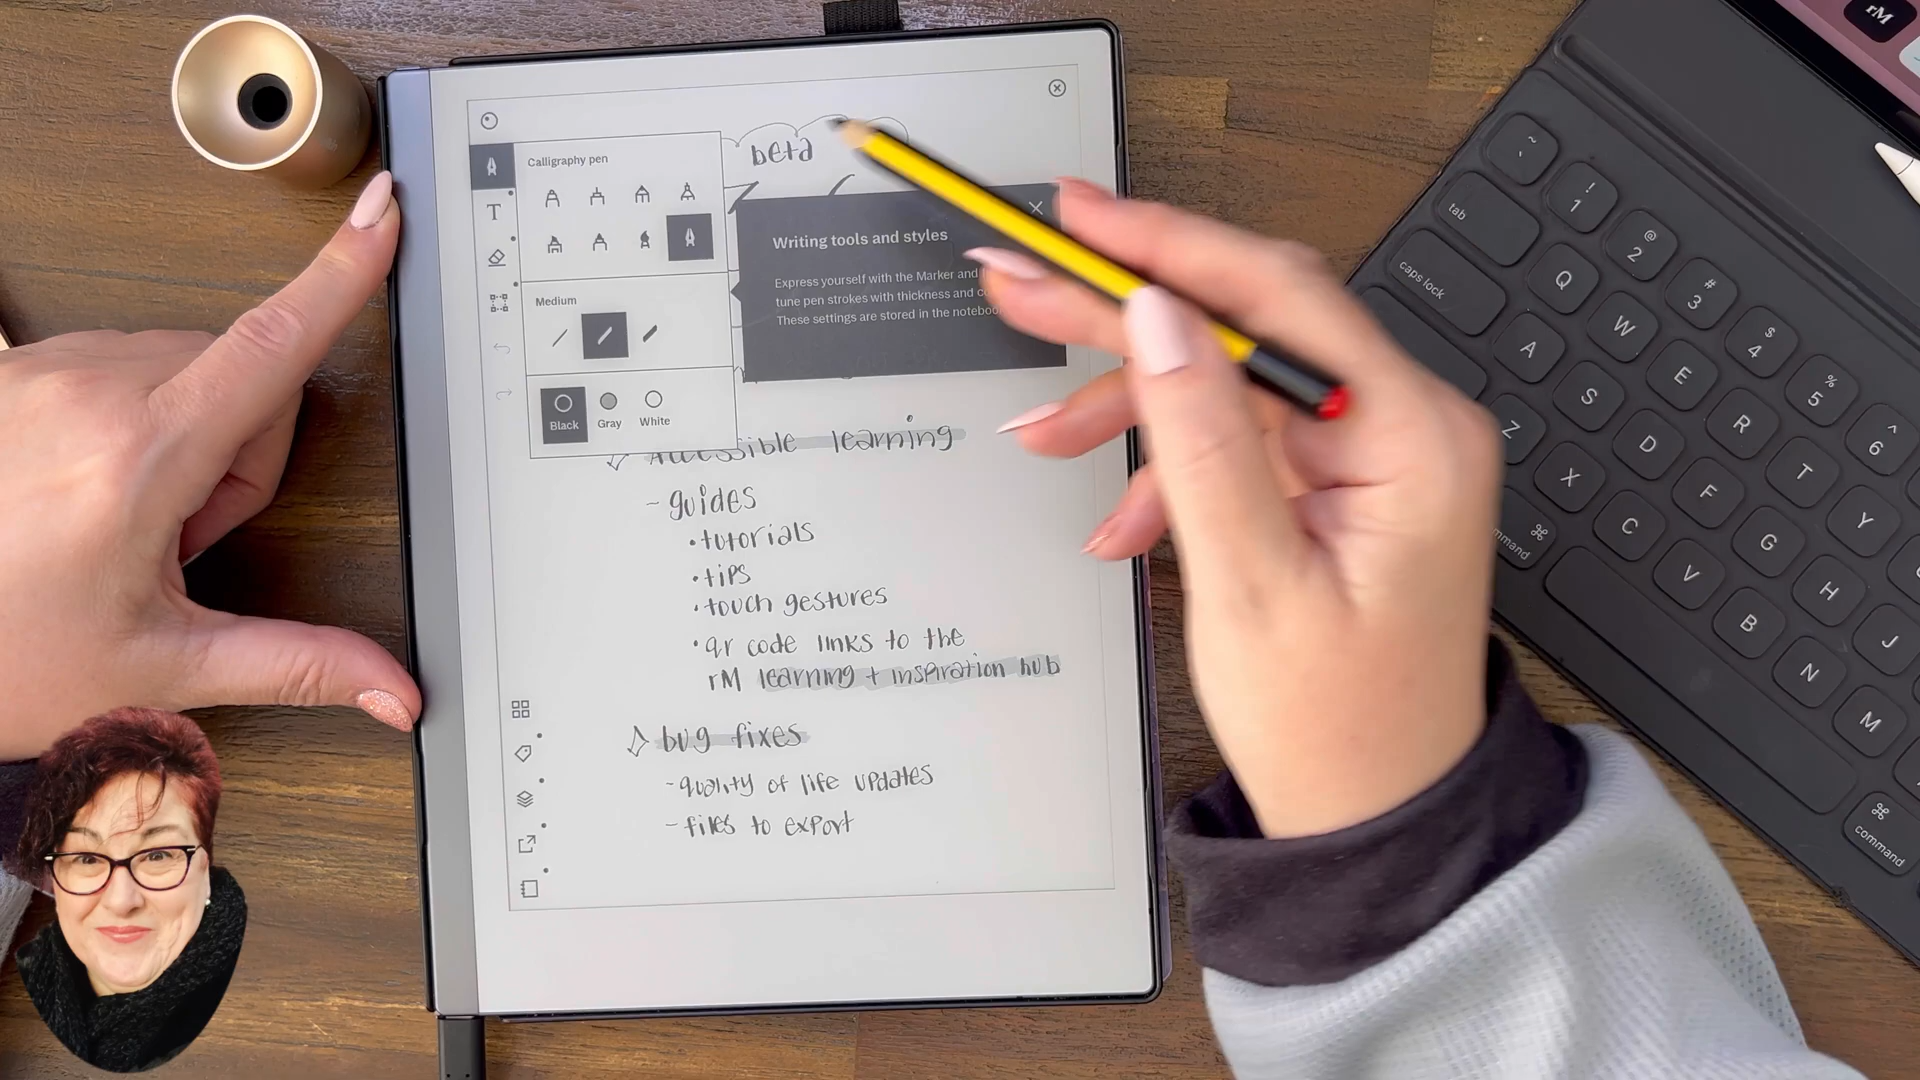 rM
beta
Calligraphy pen
T
Writing tools and styles
Express yourself with the Marker and
tune pen strokes with thickness and
These settings are stored in the
Medium
Black
Gray
White
Accessible learning
- guides
• tutorials
• tips
• touch gestures
• qr code links to the
rM learning + inspiration hub
bug fixes
- quality of life updates
- files to export
~ `
! 1
@ 2
# 3
$ 4
% 5
^ 6
tab
Q
W
E
R
T
Y
caps lock
A
S
D
F
G
H
J
Z
X
C
V
B
N
M
⌘
⌘
command